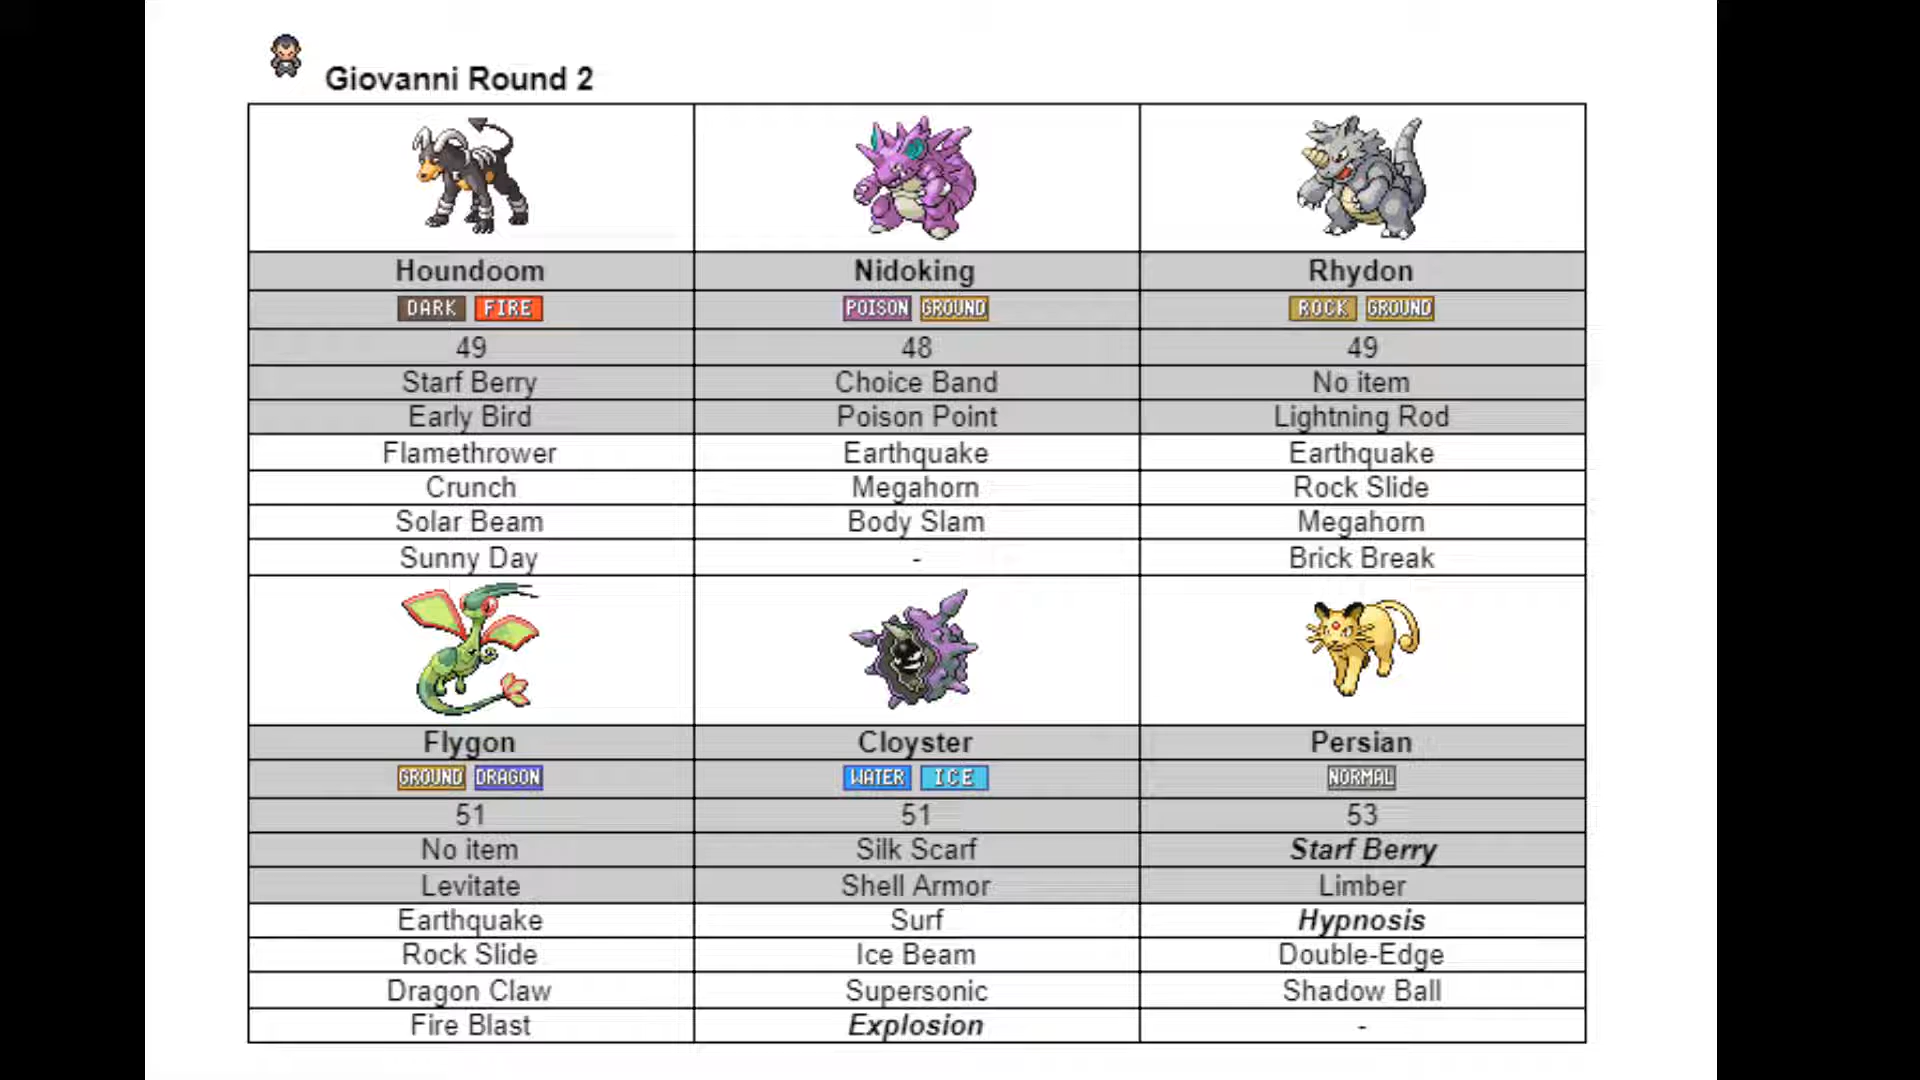 Giovanni Round 2
Houndoom Nidoking Rhydon
DARK FIRE POISON GROUND ROCK GROUND
49 48 49
Starf Berry Choice Band No item
Early Bird Poison Point Lightning Rod
Flamethrower Earthquake Earthquake
Crunch Megahorn Rock Slide
Solar Beam Body Slam Megahorn
Sunny Day - Brick Break
Flygon Cloyster Persian
GROUND DRAGON WATER ICE NORMAL
51 51 53
No item Silk Scarf Starf Berry
Levitate Shell Armor Limber
Earthquake Surf Hypnosis
Rock Slide Ice Beam Double-Edge
Dragon Claw Supersonic Shadow Ball
Fire Blast Explosion -